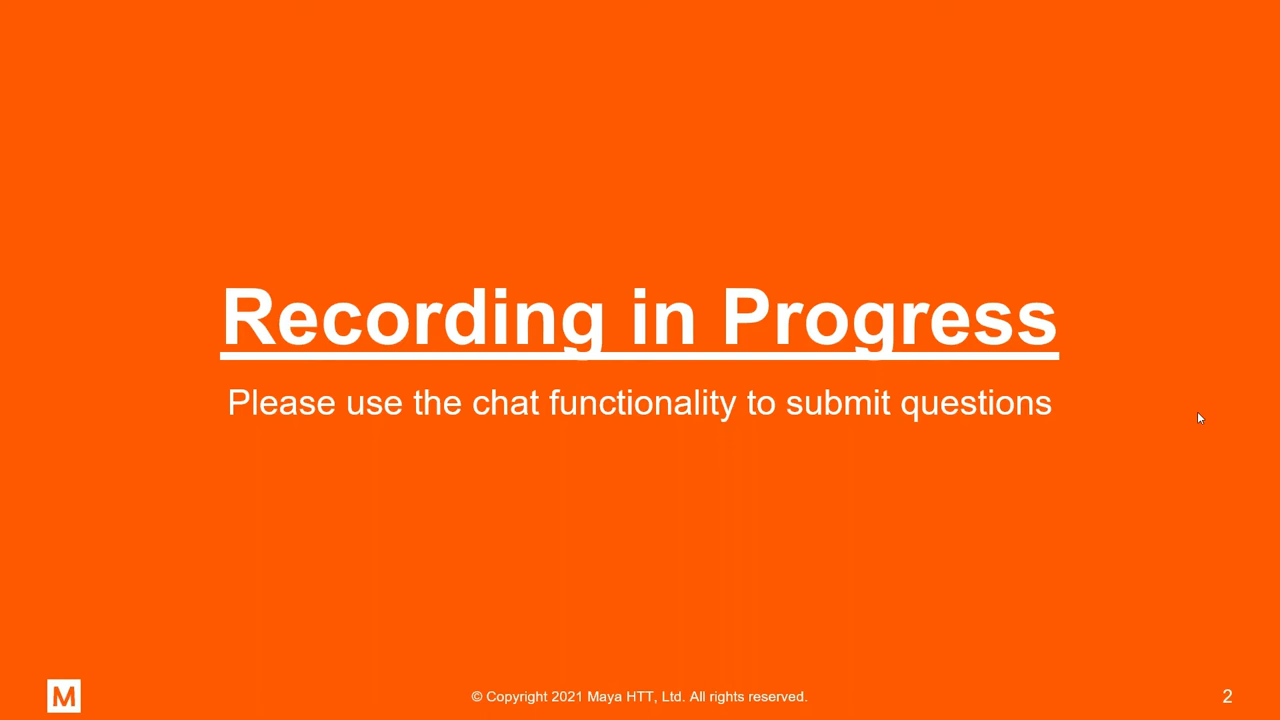 Recording in Progress
Please use the chat functionality to submit questions
M
© Copyright 2021 Maya HTT, Ltd. All rights reserved.
2